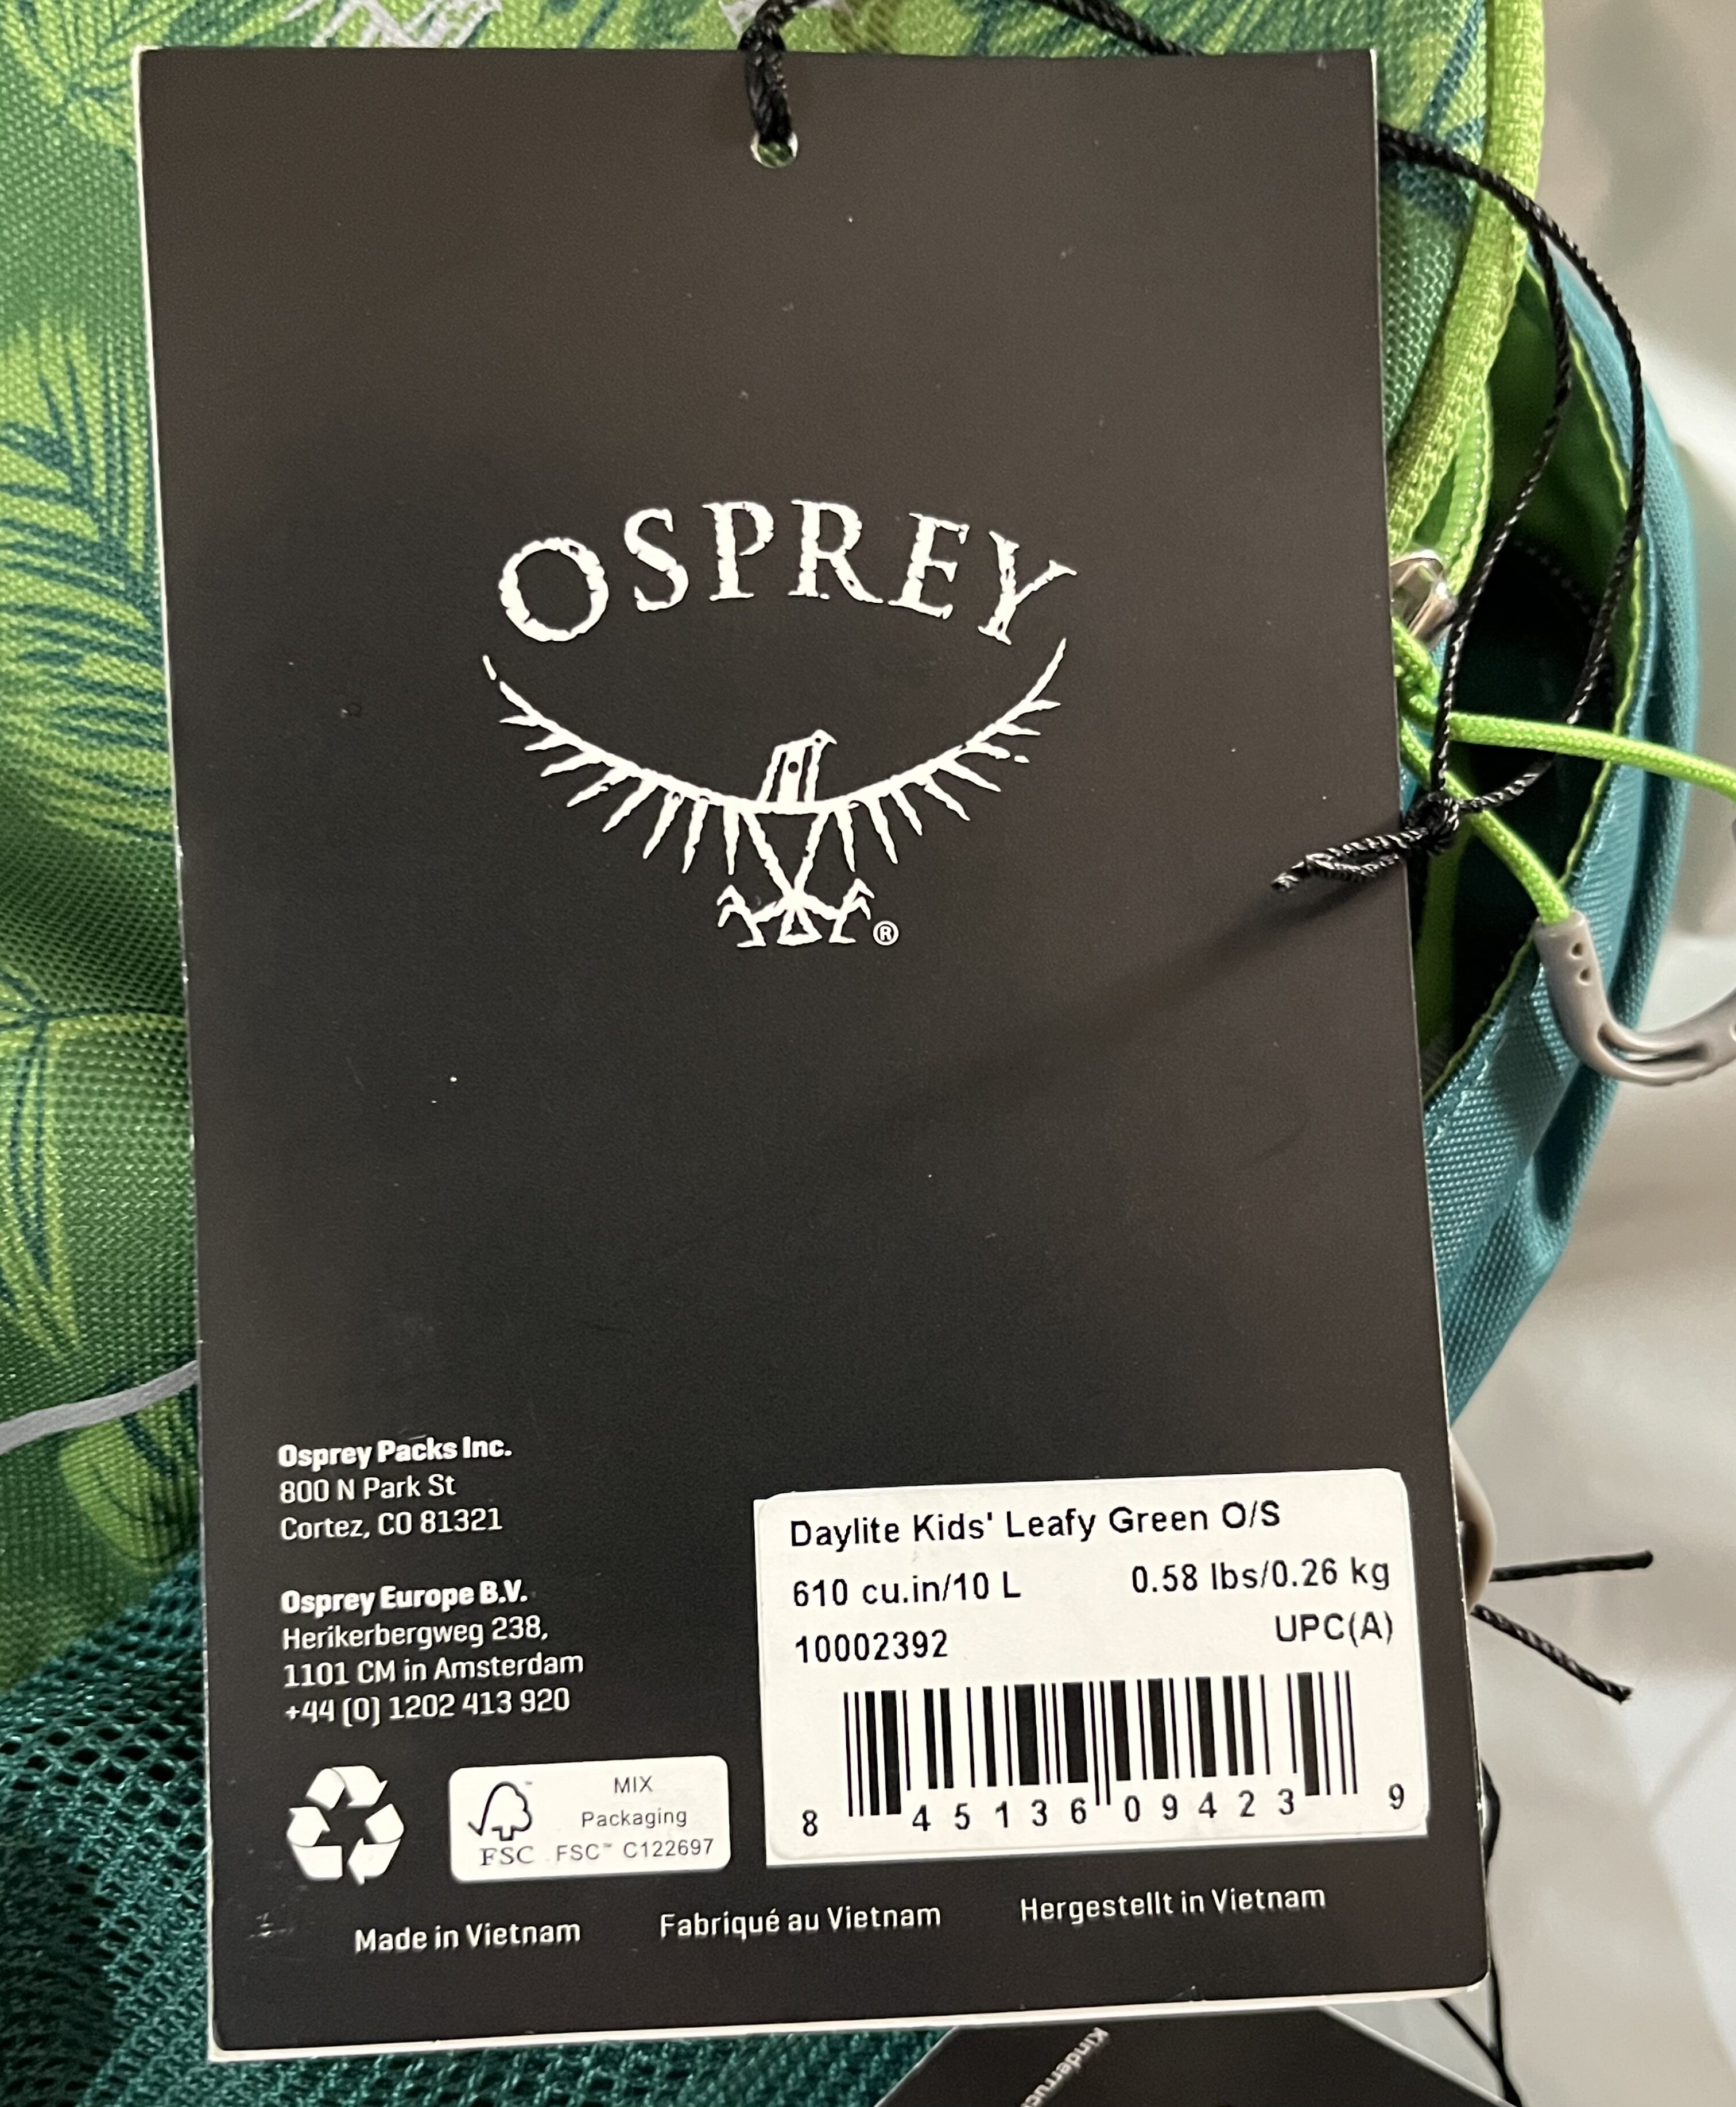 OSPREY
®
Osprey Packs Inc.
800 N Park St
Cortez, CO 81321
Osprey Europe B.V.
Herikerbergweg 238,
1101 CM in Amsterdam
+44 (0) 1202 413 920
Daylite Kids' Leafy Green O/S
610 cu.in/10 L 0.58 lbs/0.26 kg
10002392 UPC(A)
8 45136 09423 9
MIX
Packaging
FSC FSC™ C122697
Made in Vietnam Fabriqué au Vietnam Hergestellt in Vietnam